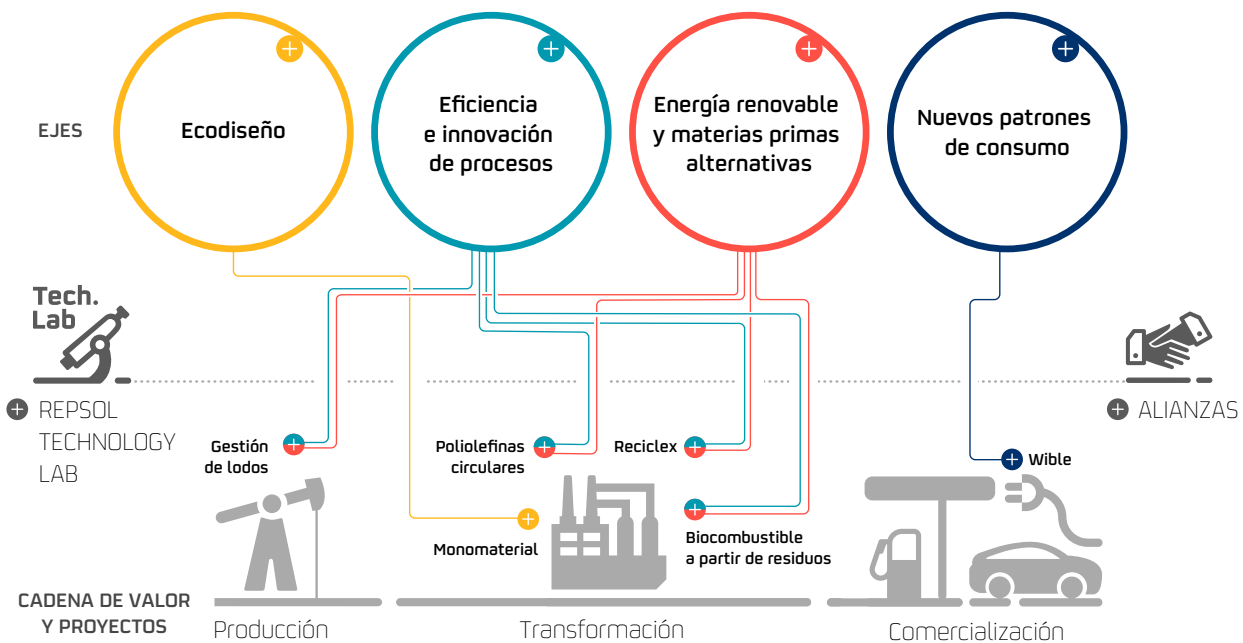 EJES
Ecodiseño
Eficiencia
e innovación
de procesos
Energía renovable
y materias primas
alternativas
Nuevos patrones
de consumo
Tech.
Lab
REPSOL
TECHNOLOGY
LAB
ALIANZAS
Gestión
de lodos
Poliolefinas
circulares
Reciclex
Wible
Monomaterial
Biocombustible
a partir de residuos
CADENA DE VALOR
Y PROYECTOS
Producción
Transformación
Comercialización